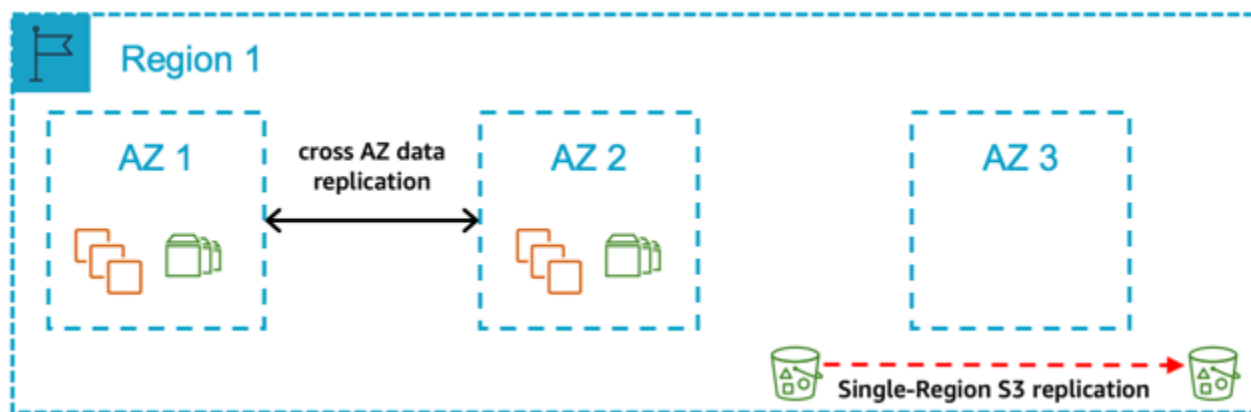 Region 1
AZ 1
cross AZ data
replication
AZ 2
AZ 3
Single-Region S3 replication